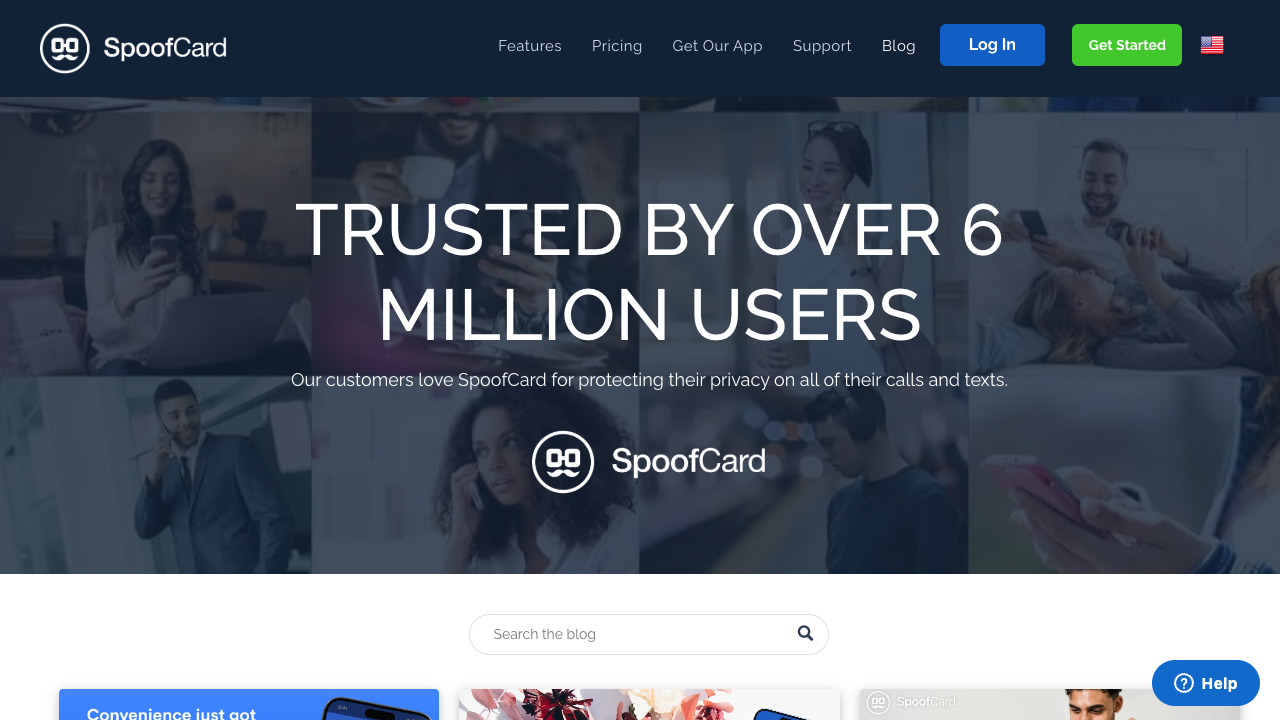 SpoofCard
Features
Pricing
Get Our App
Support
Blog
Log In
Get Started
TRUSTED BY OVER 6
MILLION USERS
Our customers love SpoofCard for protecting their privacy on all of their calls and texts.
SpoofCard
Search the blog
Convenience just got
SpoofCard
Help